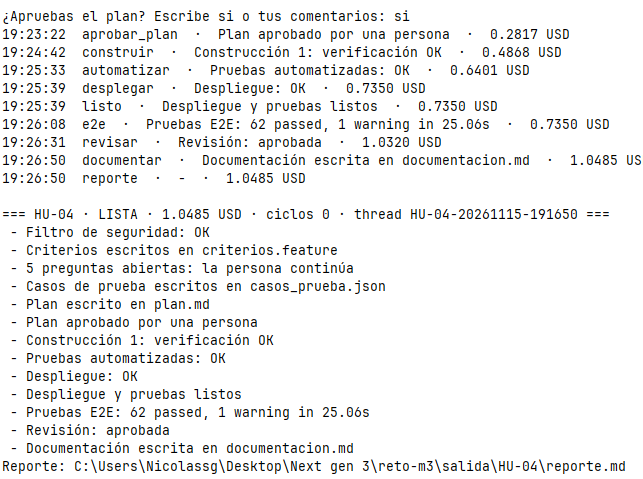 ¿Apruebas el plan? Escribe si o tus comentarios: si
19:23:22  aprobar_plan  ·  Plan aprobado por una persona  ·  0.2817 USD
19:24:42  construir  ·  Construcción 1: verificación OK  ·  0.4868 USD
19:25:33  automatizar  ·  Pruebas automatizadas: OK  ·  0.6401 USD
19:25:39  desplegar  ·  Despliegue: OK  ·  0.7350 USD
19:25:39  listo  ·  Despliegue y pruebas listos  ·  0.7350 USD
19:26:08  e2e  ·  Pruebas E2E: 62 passed, 1 warning in 25.06s  ·  0.7350 USD
19:26:31  revisar  ·  Revisión: aprobada  ·  1.0320 USD
19:26:50  documentar  ·  Documentación escrita en documentacion.md  ·  1.0485 US
19:26:50  reporte  ·  -  ·  1.0485 USD
=== HU-04 · LISTA · 1.0485 USD · ciclos 0 · thread HU-04-20261115-191650 ===
- Filtro de seguridad: OK
- Criterios escritos en criterios.feature
- 5 preguntas abiertas: la persona continúa
- Casos de prueba escritos en casos_prueba.json
- Plan escrito en plan.md
- Plan aprobado por una persona
- Construcción 1: verificación OK
- Pruebas automatizadas: OK
- Despliegue: OK
- Despliegue y pruebas listos
- Pruebas E2E: 62 passed, 1 warning in 25.06s
- Revisión: aprobada
- Documentación escrita en documentacion.md
Reporte: C:\Users\Nicolassg\Desktop\Next gen 3\reto-m3\salida\HU-04\reporte.md